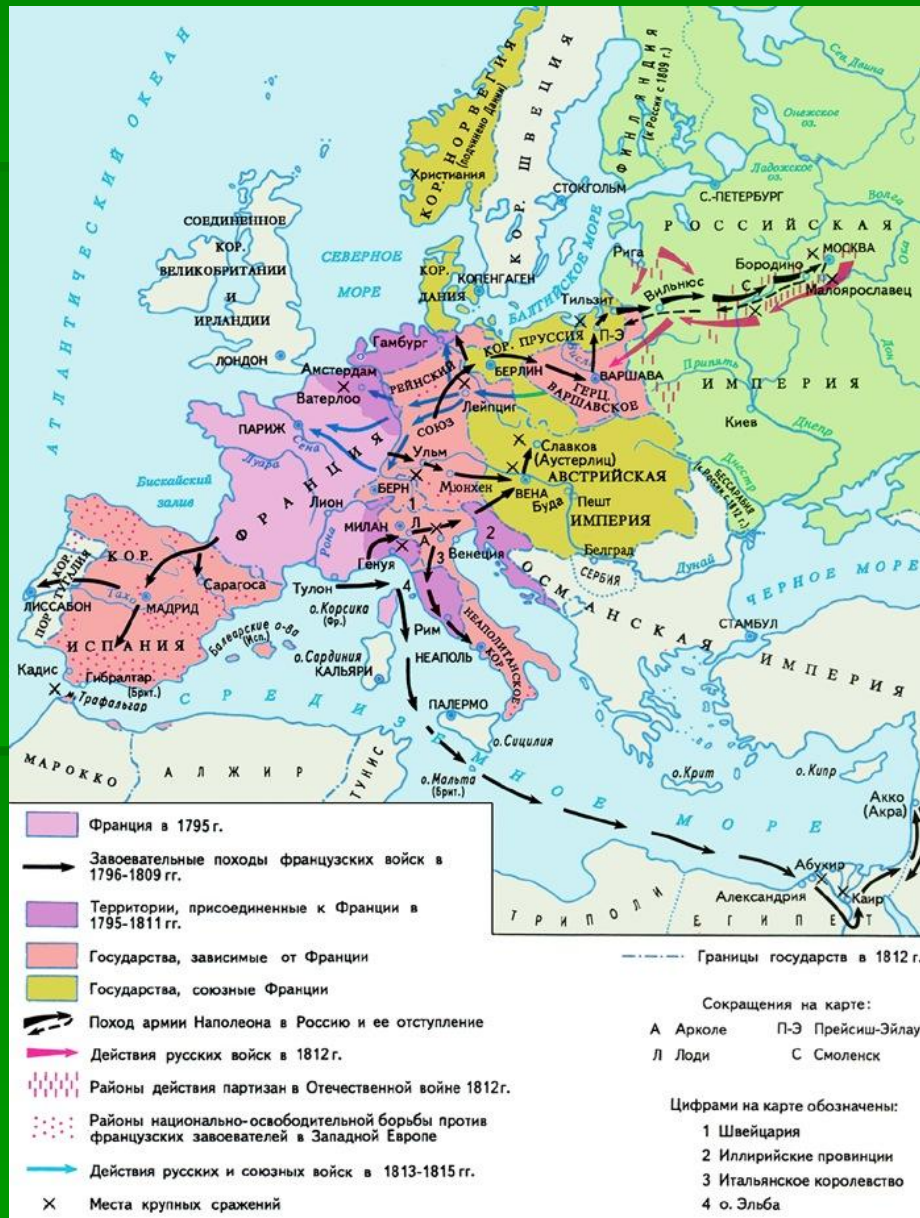 АТЛАНТИЧЕСКИЙ ОКЕАН
КОР. НОРВЕГИЯ
(подчинено Дании)
Христиания
КОР. ШВЕЦИЯ
СТОКГОЛЬМ
ФИНЛЯНДИЯ
(к России с 1809 г.)
Сев. Двина
Онежское
оз.
Ладожское
оз.
С.-ПЕТЕРБУРГ
Волга
Ока
РОССИЙСКАЯ
ИМПЕРИЯ
СОЕДИНЕННОЕ
КОР.
ВЕЛИКОБРИТАНИИ
И
ИРЛАНДИИ
ЛОНДОН
СЕВЕРНОЕ
МОРЕ
КОР.
ДАНИЯ
КОПЕНГАГЕН
БАЛТИЙСКОЕ МОРЕ
Рига
Тильзит
Вильнюс
Бородино
МОСКВА
Малоярославец
С
П-Э
КОР. ПРУССИЯ
БЕРЛИН
Висла
ВАРШАВА
ГЕРЦ.
ВАРШАВСКОЕ
Припять
Дон
Киев
Днепр
Днестр
БЕССАРАБИЯ
(к России с 1812 г.)
Гамбург
Амстердам
Ватерлоо
РЕЙНСКИЙ
СОЮЗ
Лейпциг
ПАРИЖ
Сена
Луара
ФРАНЦИЯ
Бискайский
залив
Лион
Рона
Ульм
Мюнхен
БЕРН
1
МИЛАН
Л
А
3
Генуя
Венеция
2
Славков
(Аустерлиц)
АВСТРИЙСКАЯ
ИМПЕРИЯ
ВЕНА
Буда
Пешт
Белград
СЕРБИЯ
Дунай
ОСМАНСКАЯ
ИМПЕРИЯ
ЧЕРНОЕ МОРЕ
СТАМБУЛ
КОР.
ИСПАНИЯ
КОР.
ПОРТУГАЛИЯ
ЛИССАБОН
Тахо
МАДРИД
Сарагоса
Кадис
Гибралтар
(Брит.)
м. Трафальгар
Балеарские о-ва
(Исп.)
Тулон
4
о. Корсика
(Фр.)
Рим
о. Сардиния
КАЛЬЯРИ
НЕАПОЛЬ
НЕАПОЛИТАНСКОЕ
КОР.
ПАЛЕРМО
о. Сицилия
о. Мальта
(Брит.)
СРЕДИЗЕМНОЕ МОРЕ
о. Крит
о. Кипр
Акко
(Акра)
МАРОККО
АЛЖИР
ТУНИС
ТРИПОЛИ
ЕГИПЕТ
Александрия
Абукир
Каир
Франция в 1795 г.
Завоевательные походы французских войск в
1796-1809 гг.
Территории, присоединенные к Франции в
1795-1811 гг.
Государства, зависимые от Франции
Государства, союзные Франции
Поход армии Наполеона в Россию и ее отступление
Действия русских войск в 1812 г.
Районы действия партизан в Отечественной войне 1812г.
Районы национально-освободительной борьбы против
французских завоевателей в Западной Европе
Действия русских и союзных войск в 1813-1815 гг.
Места крупных сражений
Границы государств в 1812 г.
Сокращения на карте:
А Арколе
П-Э Прейсиш-Эйлау
Л Лоди
С Смоленск
Цифрами на карте обозначены:
1 Швейцария
2 Иллирийские провинции
3 Итальянское королевство
4 о. Эльба